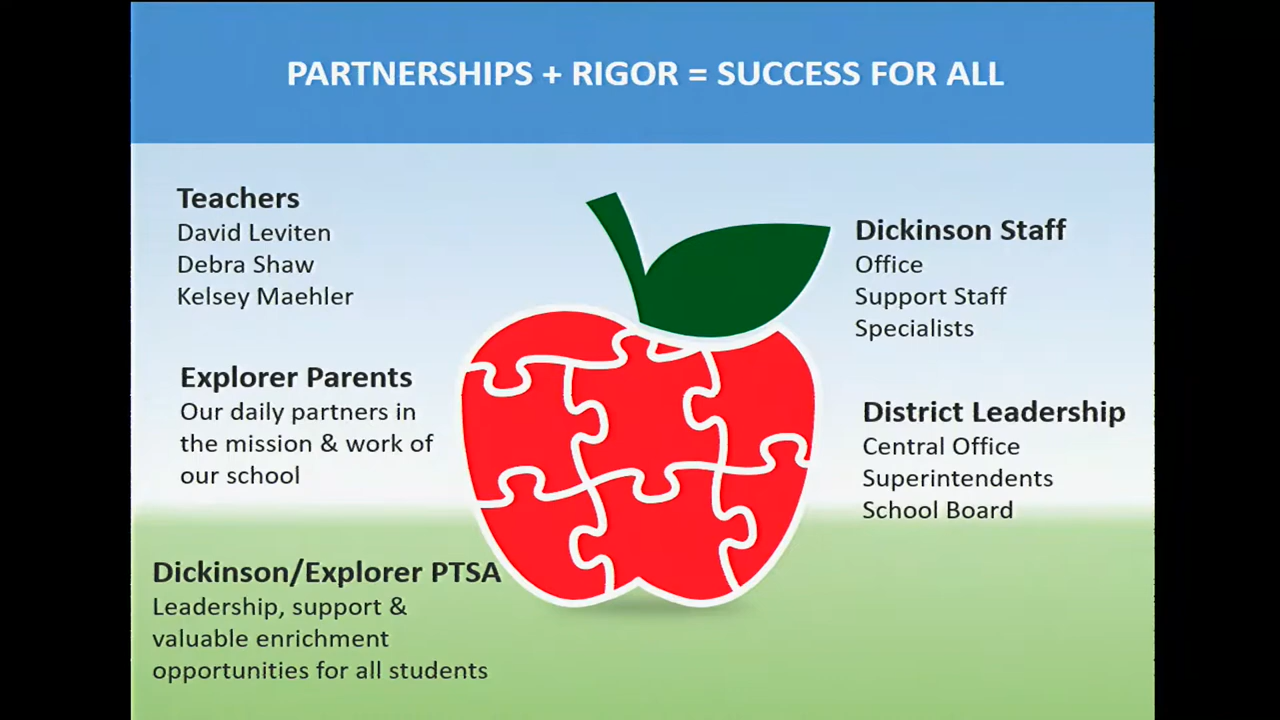 PARTNERSHIPS + RIGOR = SUCCESS FOR ALL
Teachers
David Leviten
Debra Shaw
Kelsey Maehler
Explorer Parents
Our daily partners in
the mission & work of
our school
Dickinson/Explorer PTSA
Leadership, support &
valuable enrichment
opportunities for all students
Dickinson Staff
Office
Support Staff
Specialists
District Leadership
Central Office
Superintendents
School Board